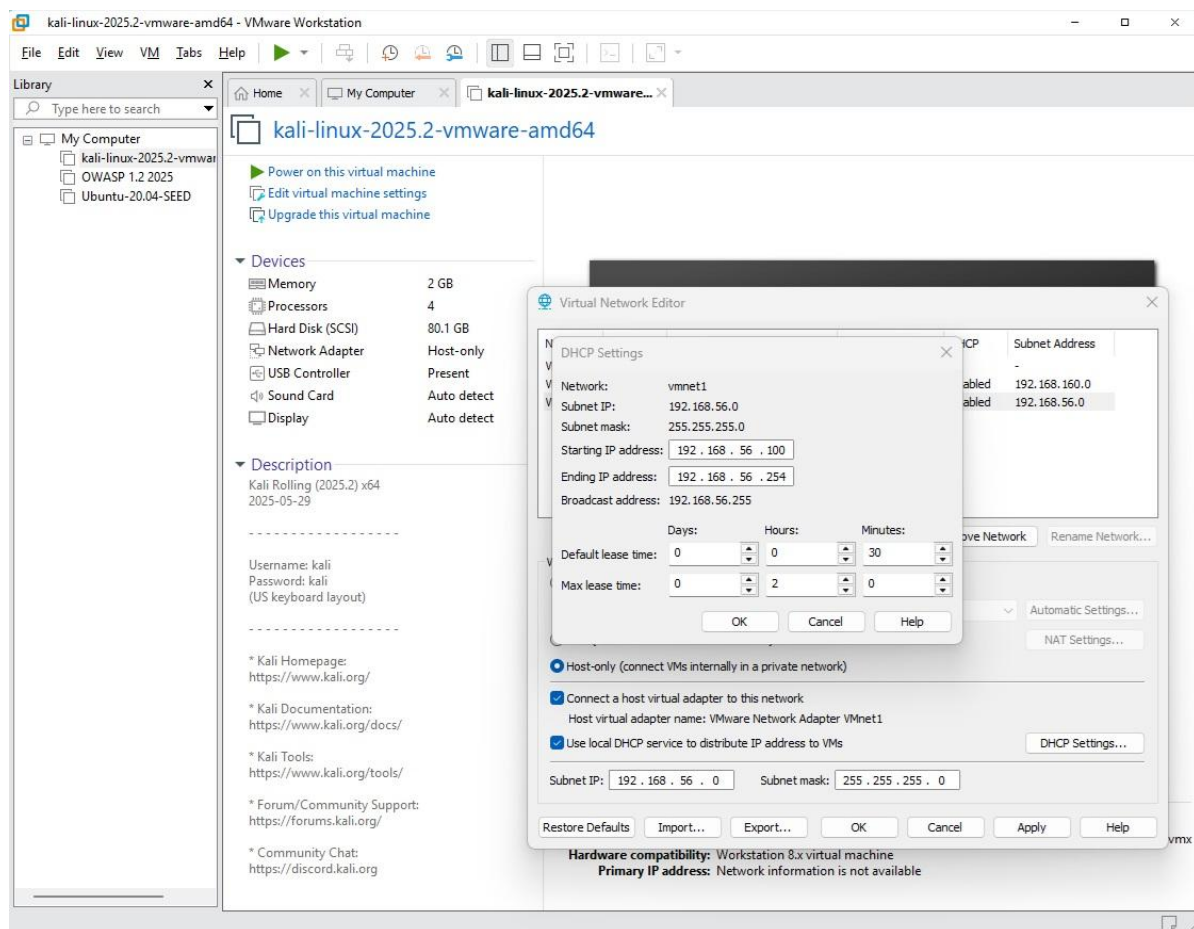 kali-linux-2025.2-vmware-amd64 - VMware Workstation
File Edit View VM Tabs Help
Library
Type here to search
My Computer
kali-linux-2025.2-vmwar
OWASP 1.2 2025
Ubuntu-20.04-SEED
Home
My Computer
kali-linux-2025.2-vmware...
kali-linux-2025.2-vmware-amd64
Power on this virtual machine
Edit virtual machine settings
Upgrade this virtual machine
Devices
Memory 2 GB
Processors 4
Hard Disk (SCSI) 80.1 GB
Network Adapter Host-only
USB Controller Present
Sound Card Auto detect
Display Auto detect
Description
Kali Rolling (2025.2) x64
2025-05-29
- - - - - - - - - - - - - - - - - -
Username: kali
Password: kali
(US keyboard layout)
- - - - - - - - - - - - - - - - - -
* Kali Homepage:
https://www.kali.org/
* Kali Documentation:
https://www.kali.org/docs/
* Kali Tools:
https://www.kali.org/tools/
* Forum/Community Support:
https://forums.kali.org/
* Community Chat:
https://discord.kali.org
Virtual Network Editor
Subnet Address
-
abled 192.168.160.0
abled 192.168.56.0
DHCP Settings
Network: vmnet1
Subnet IP: 192.168.56.0
Subnet mask: 255.255.255.0
Starting IP address: 192 . 168 . 56 . 100
Ending IP address: 192 . 168 . 56 . 254
Broadcast address: 192.168.56.255
Days: Hours: Minutes:
Default lease time: 0 0 30
Max lease time: 0 2 0
OK Cancel Help
ove Network Rename Network...
Automatic Settings...
NAT Settings...
Host-only (connect VMs internally in a private network)
Connect a host virtual adapter to this network
Host virtual adapter name: VMware Network Adapter VMnet1
Use local DHCP service to distribute IP address to VMs
DHCP Settings...
Subnet IP: 192 . 168 . 56 . 0 Subnet mask: 255 . 255 . 255 . 0
Restore Defaults Import... Export... OK Cancel Apply Help
vmx
Hardware compatibility: Workstation 8.x virtual machine
Primary IP address: Network information is not available